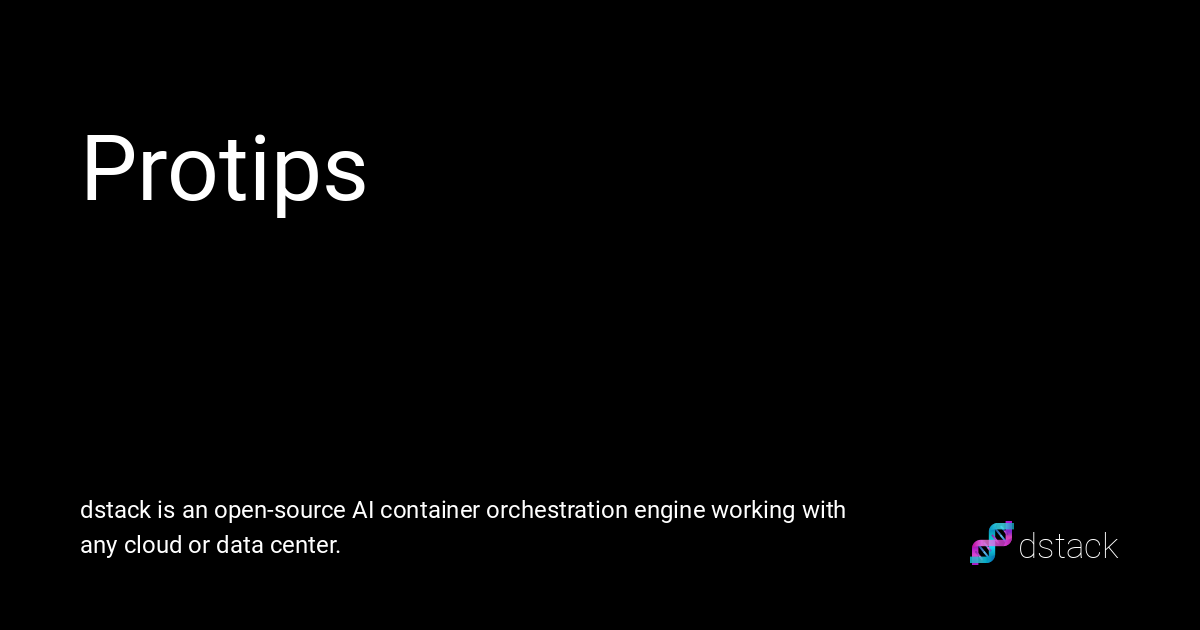 Protips
dstack is an open-source AI container orchestration engine working with
any cloud or data center.
dstack